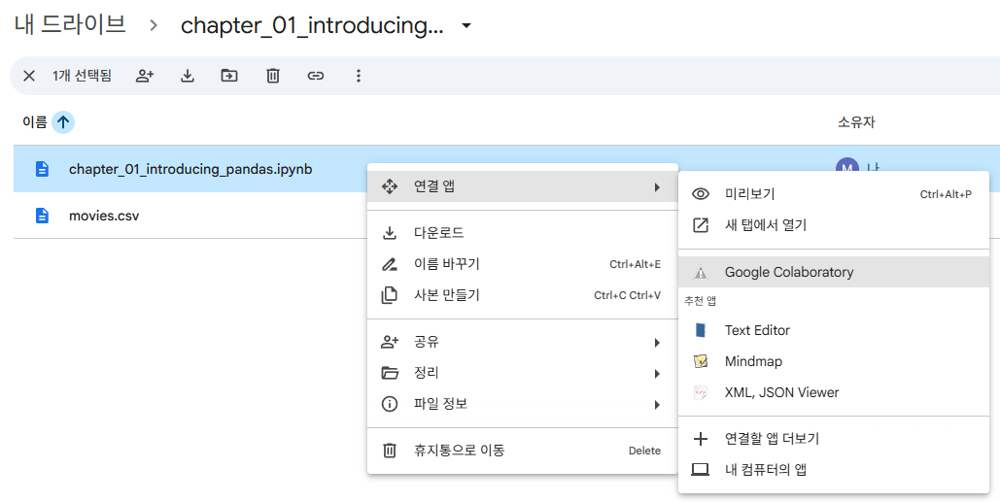 내 드라이브 > chapter_01_introducing...
1개 선택됨
이름 소유자
chapter_01_introducing_pandas.ipynb M 나
movies.csv
연결 앱
다운로드
이름 바꾸기 Ctrl+Alt+E
사본 만들기 Ctrl+C Ctrl+V
공유
정리
파일 정보
휴지통으로 이동 Delete
미리보기 Ctrl+Alt+P
새 탭에서 열기
Google Colaboratory
추천 앱
Text Editor
Mindmap
XML, JSON Viewer
연결할 앱 더보기
내 컴퓨터의 앱